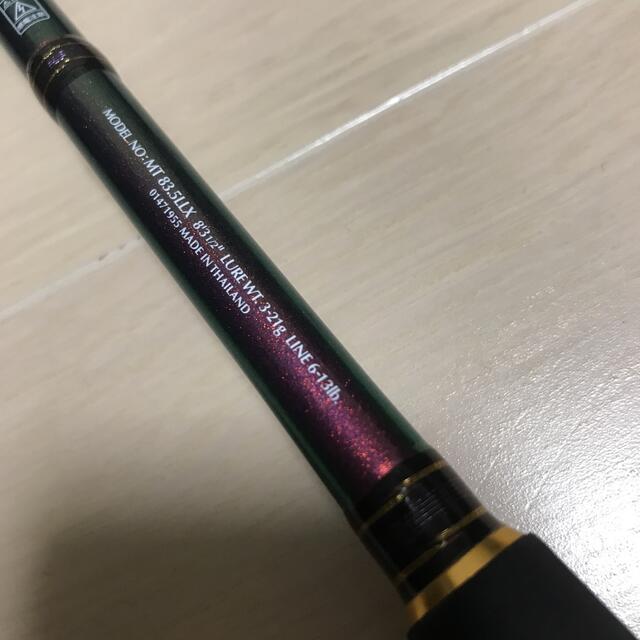 MODEL NO: MT 83.5LLX 8'3 1/2" LURE WT 3-21g LINE 6-13lb.
01471955 MADE IN THAILAND